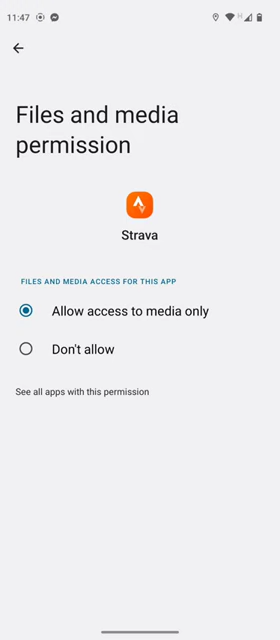 11:47
Files and media
permission
Strava
FILES AND MEDIA ACCESS FOR THIS APP
Allow access to media only
Don't allow
See all apps with this permission